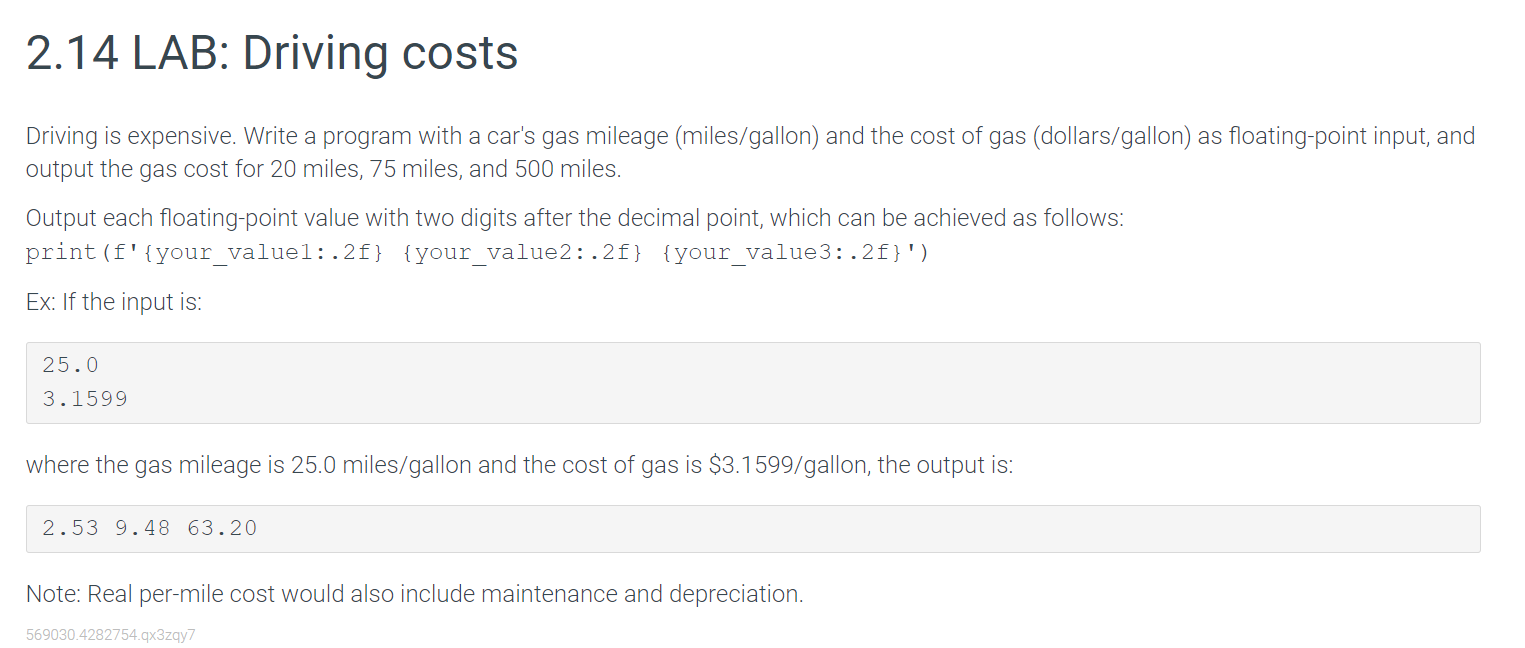 2.14 LAB: Driving costs
Driving is expensive. Write a program with a car's gas mileage (miles/gallon) and the cost of gas (dollars/gallon) as floating-point input, and
output the gas cost for 20 miles, 75 miles, and 500 miles.
Output each floating-point value with two digits after the decimal point, which can be achieved as follows:
print(f'{your_value1:.2f} {your_value2:.2f} {your_value3:.2f}')
Ex: If the input is:
25.0
3.1599
where the gas mileage is 25.0 miles/gallon and the cost of gas is $3.1599/gallon, the output is:
2.53 9.48 63.20
Note: Real per-mile cost would also include maintenance and depreciation.
569030.4282754.qx3zqy7